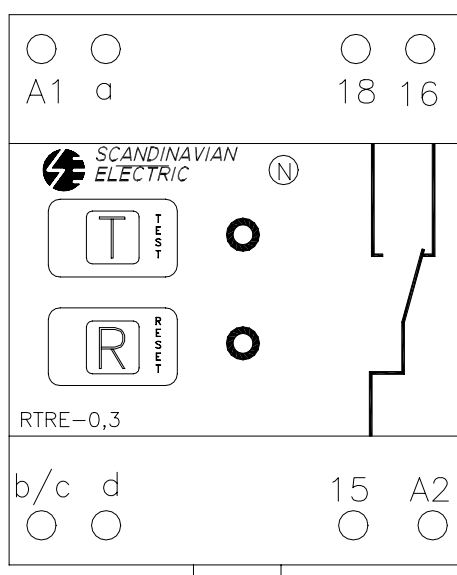 A1 a 18 16
SCANDINAVIAN
ELECTRIC
N
T TEST
R RESET
RTRE-0,3
b/c d 15 A2